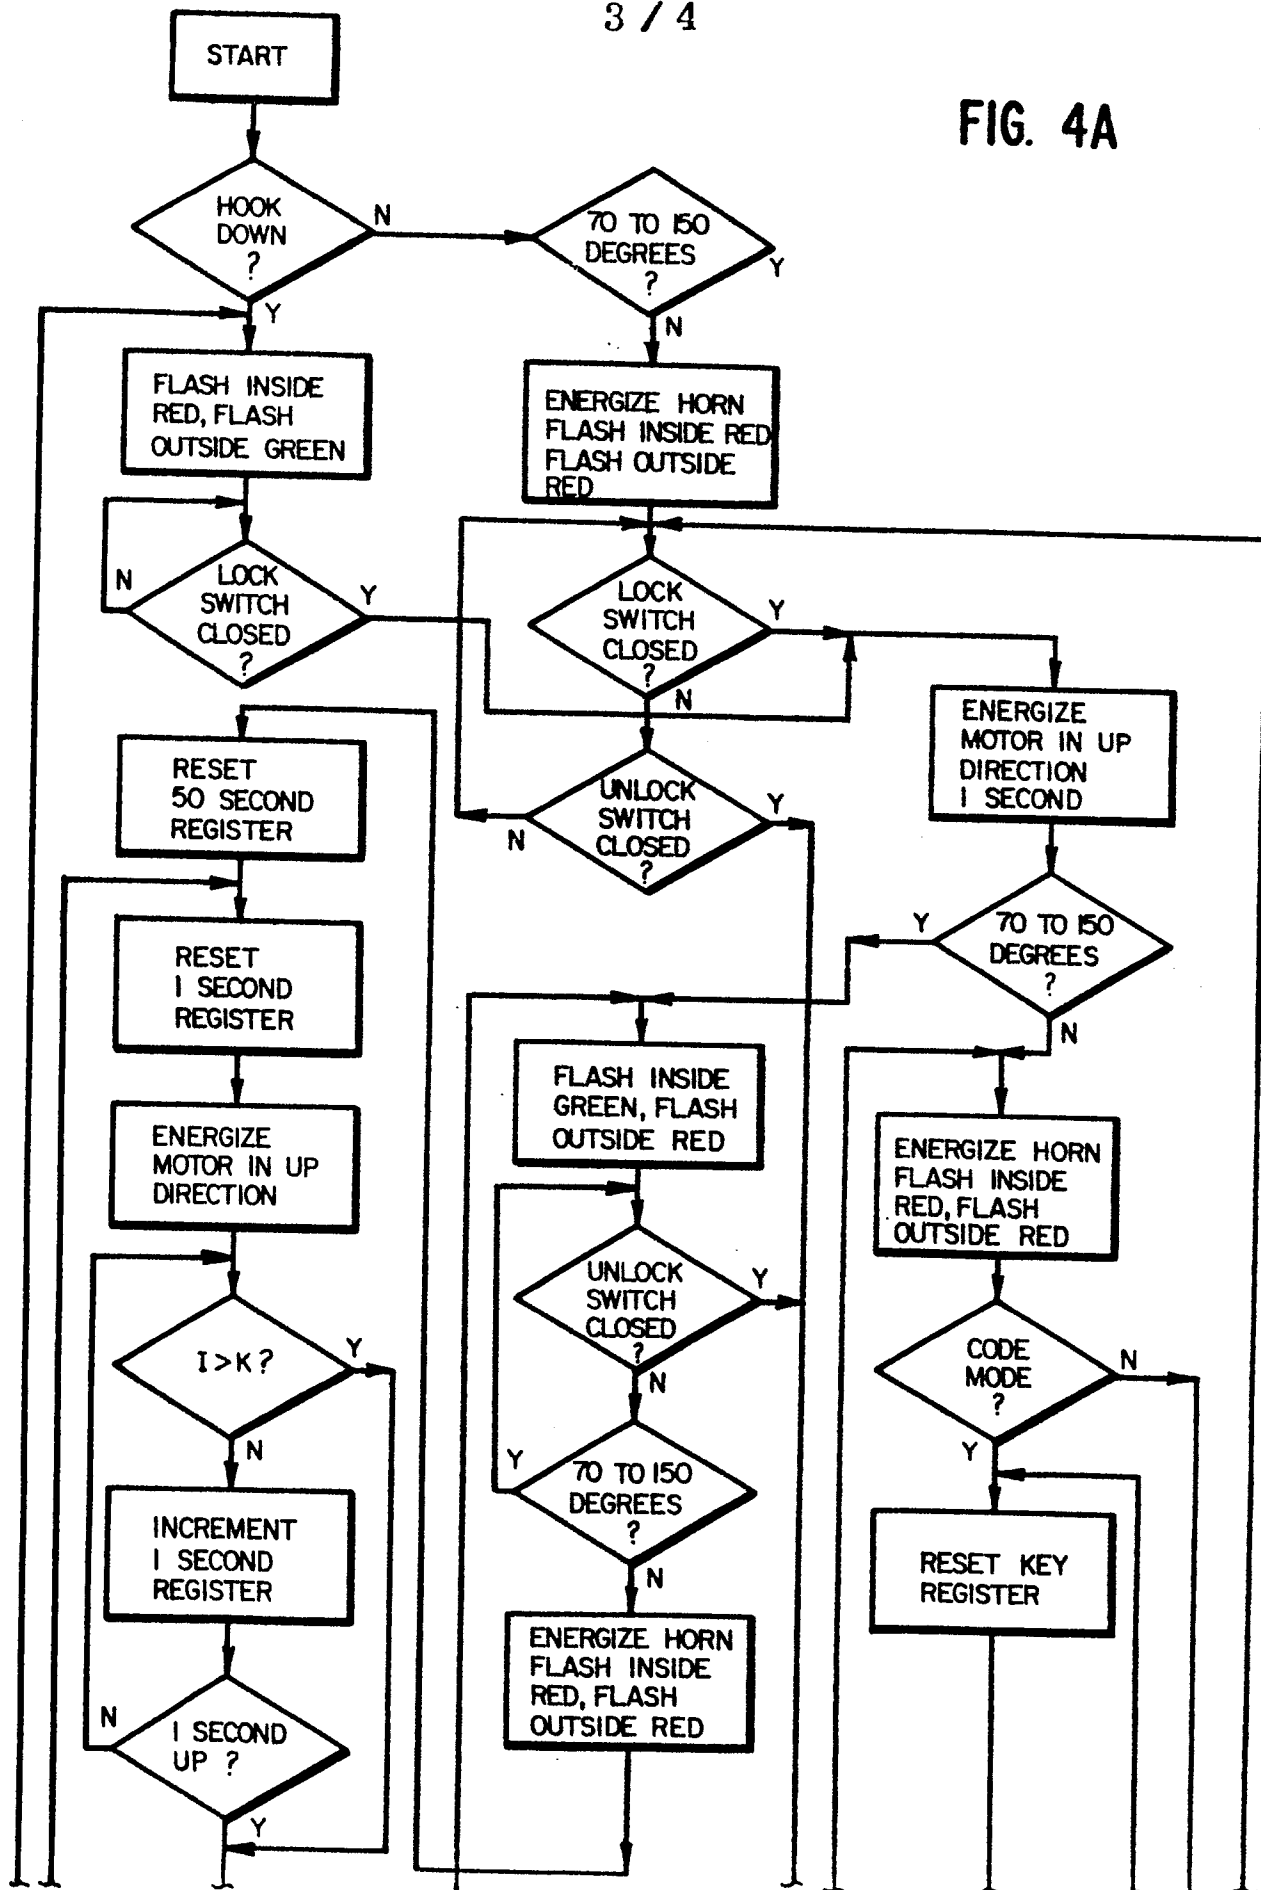 3 / 4
FIG. 4A
START
HOOK
DOWN
?
N
Y
70 TO 150
DEGREES
?
Y
N
FLASH INSIDE
RED, FLASH
OUTSIDE GREEN
ENERGIZE HORN
FLASH INSIDE RED
FLASH OUTSIDE
RED
LOCK
SWITCH
CLOSED
?
N
Y
LOCK
SWITCH
CLOSED
?
Y
N
ENERGIZE
MOTOR IN UP
DIRECTION
1 SECOND
RESET
50 SECOND
REGISTER
UNLOCK
SWITCH
CLOSED
?
Y
N
70 TO 150
DEGREES
?
Y
N
RESET
1 SECOND
REGISTER
FLASH INSIDE
GREEN, FLASH
OUTSIDE RED
ENERGIZE HORN
FLASH INSIDE
RED, FLASH
OUTSIDE RED
ENERGIZE
MOTOR IN UP
DIRECTION
UNLOCK
SWITCH
CLOSED
?
Y
N
I>K?
Y
N
CODE
MODE
?
N
Y
70 TO 150
DEGREES
?
Y
N
INCREMENT
1 SECOND
REGISTER
RESET KEY
REGISTER
ENERGIZE HORN
FLASH INSIDE
RED, FLASH
OUTSIDE RED
1 SECOND
UP ?
N
Y